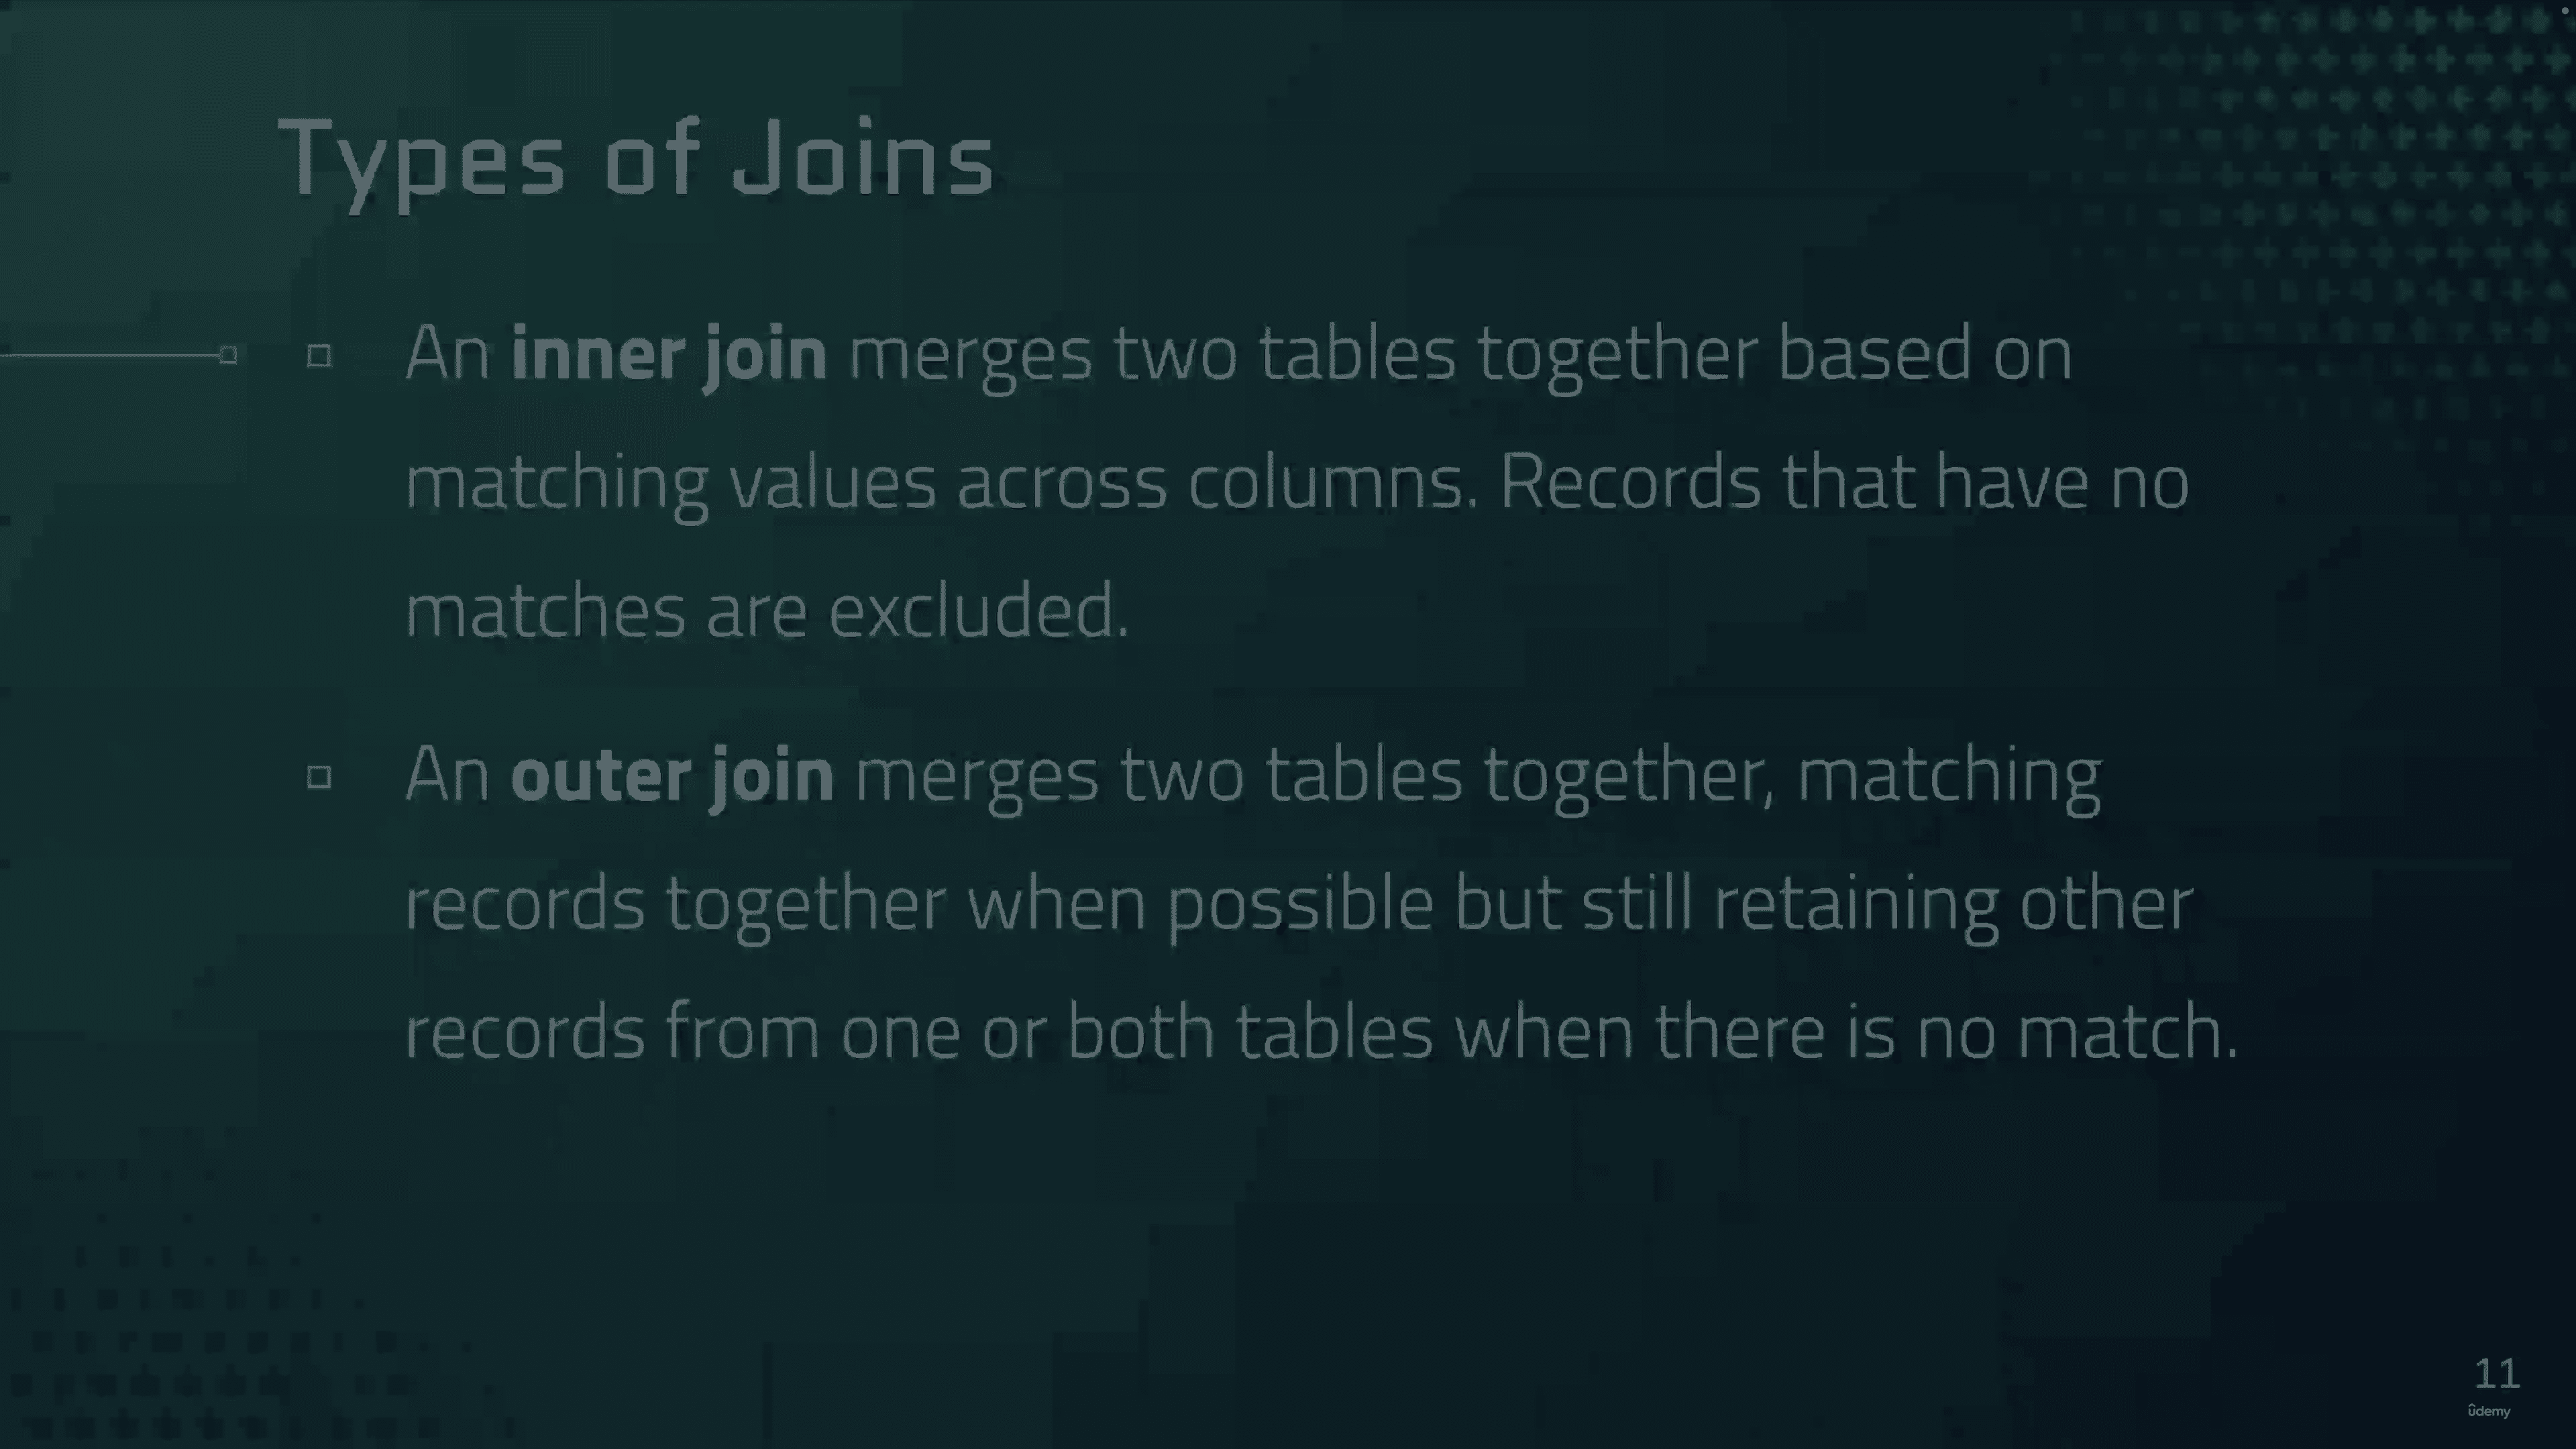 Types of Joins
An inner join merges two tables together based on
matching values across columns. Records that have no
matches are excluded.
An outer join merges two tables together, matching
records together when possible but still retaining other
records from one or both tables when there is no match.
11
ûdemy